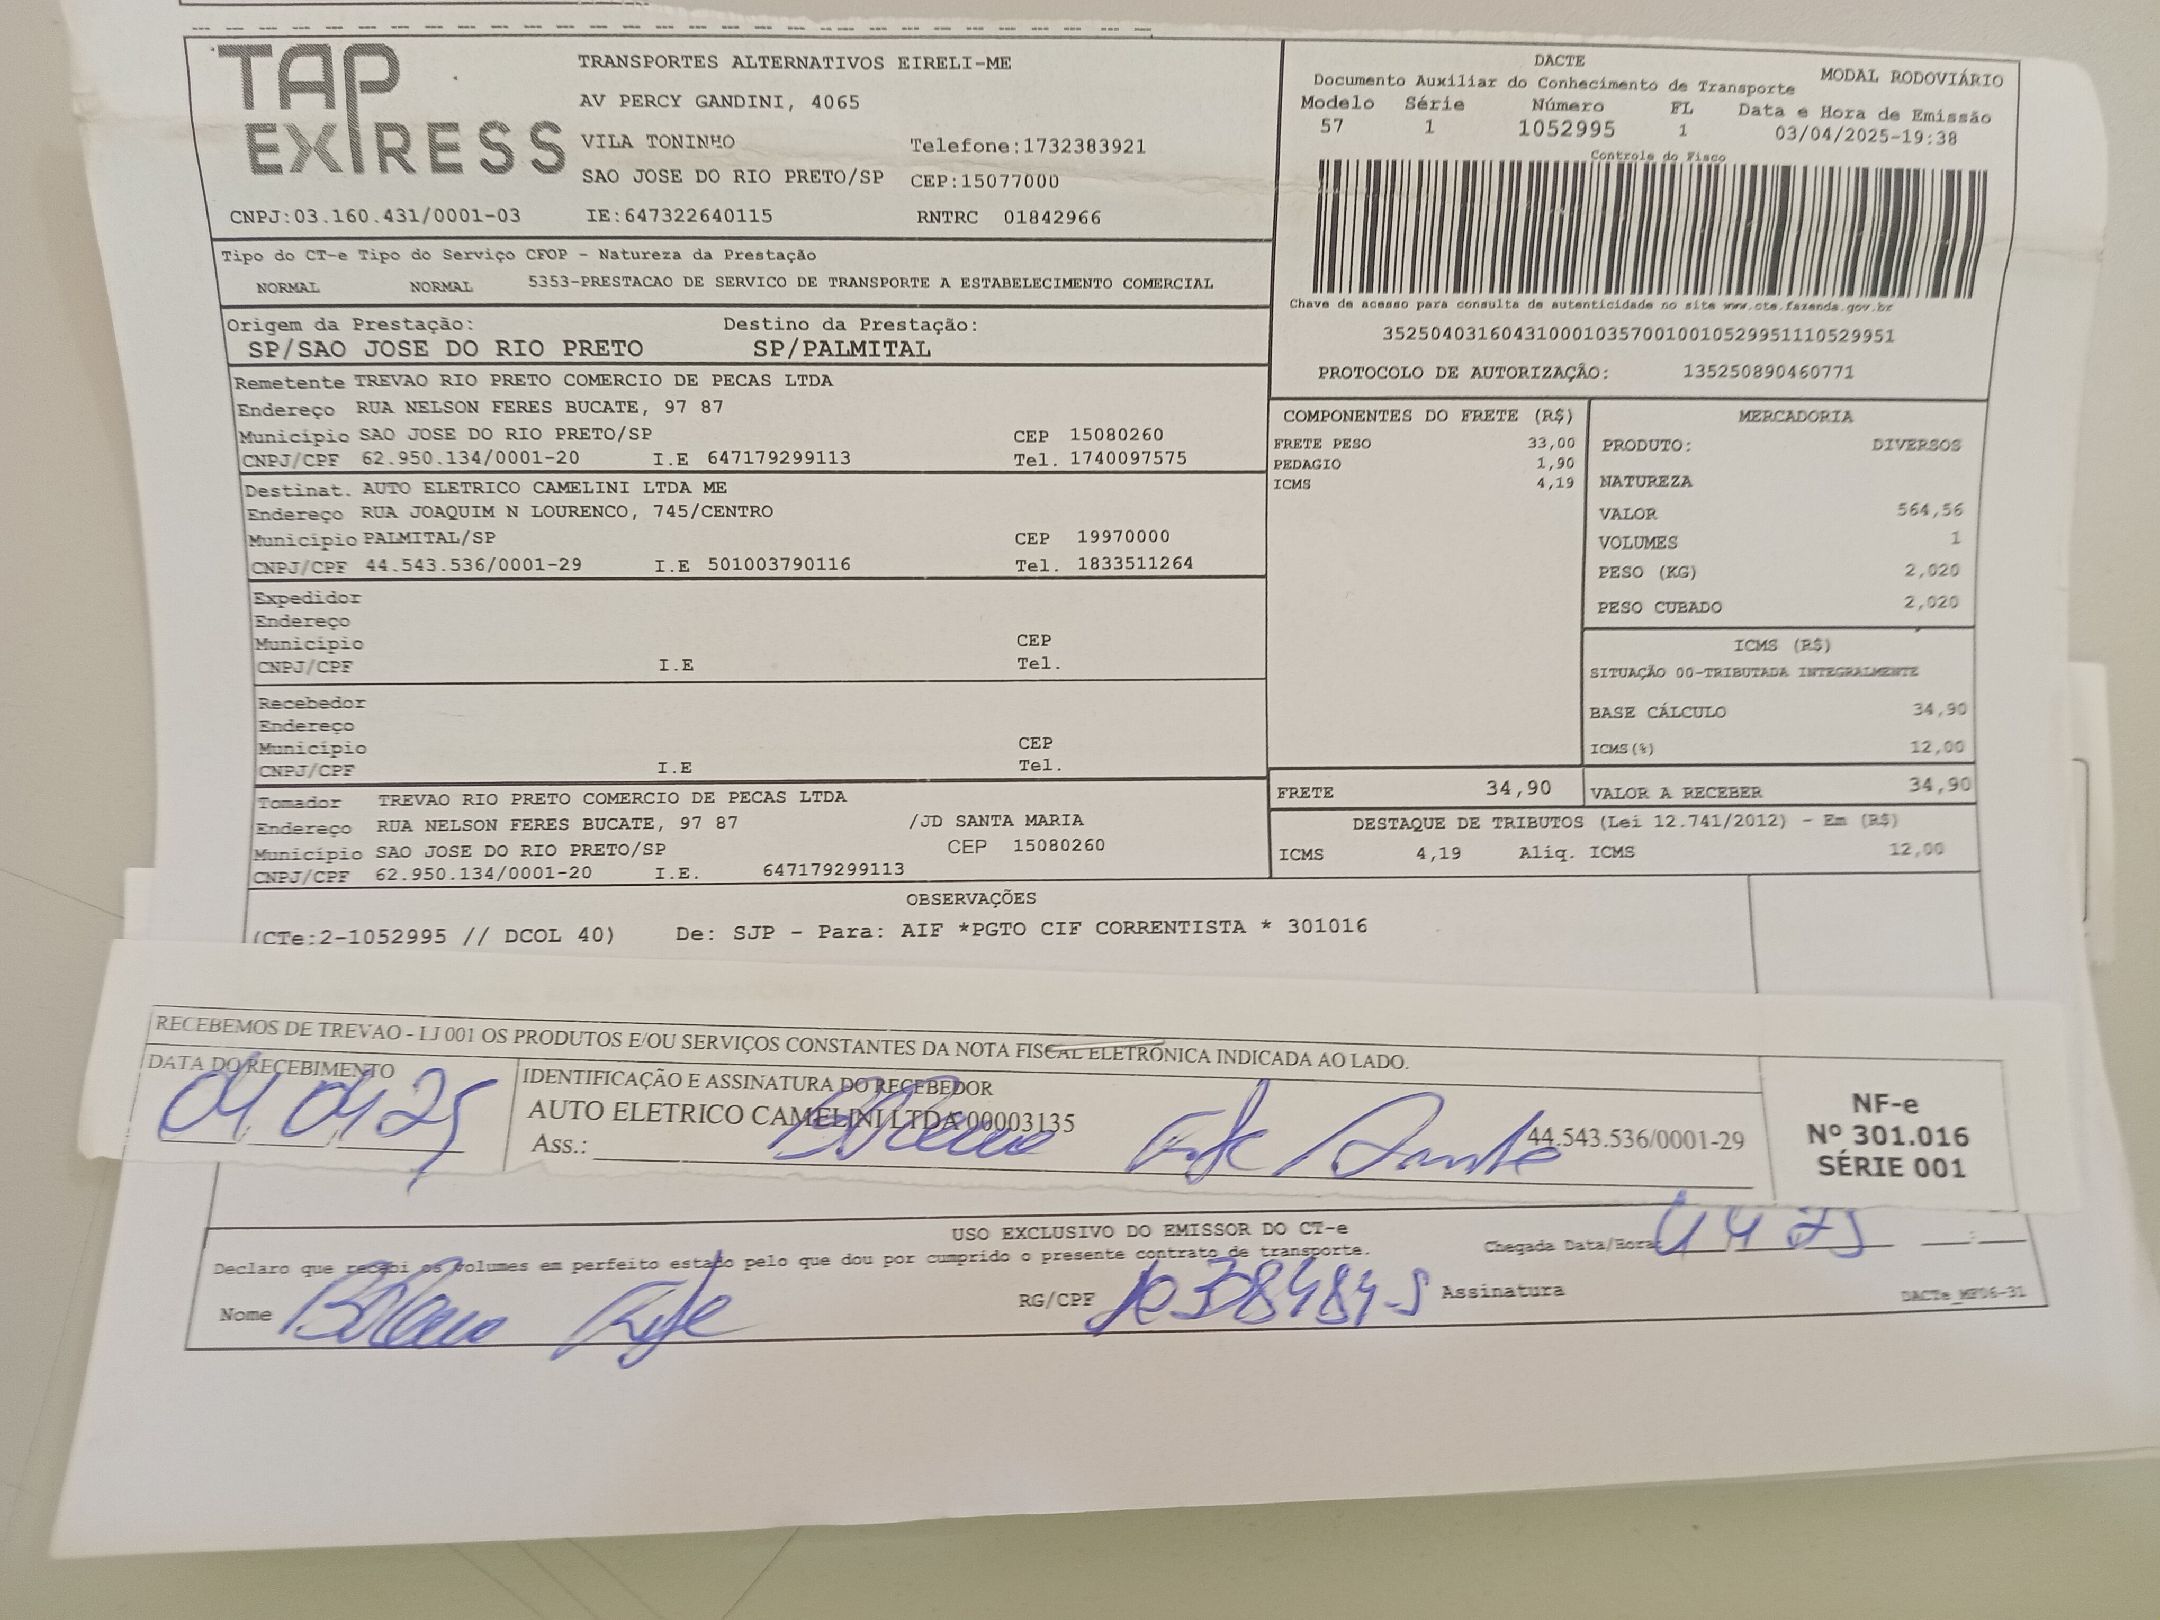 TAP EXPRESS
TRANSPORTES ALTERNATIVOS EIRELI-ME
AV PERCY GANDINI, 4065
VILA TONINHO Telefone:1732383921
SAO JOSE DO RIO PRETO/SP CEP:15077000
CNPJ:03.160.431/0001-03 IE:647322640115 RNTRC 01842966
DACTE
Documento Auxiliar do Conhecimento de Transporte MODAL RODOVIÁRIO
Modelo Série Número FL Data e Hora de Emissão
57 1 1052995 1 03/04/2025-19:38
Controle do Fisco
Chave de acesso para consulta de autenticidade no site www.cte.fazenda.gov.br
35250403160431000103570010010529951110529951
PROTOCOLO DE AUTORIZAÇÃO: 135250890460771
Tipo do CT-e Tipo do Serviço CFOP - Natureza da Prestação
NORMAL NORMAL 5353-PRESTACAO DE SERVICO DE TRANSPORTE A ESTABELECIMENTO COMERCIAL
Origem da Prestação: Destino da Prestação:
SP/SAO JOSE DO RIO PRETO SP/PALMITAL
Remetente TREVAO RIO PRETO COMERCIO DE PECAS LTDA
Endereço RUA NELSON FERES BUCATE, 97 87
Município SAO JOSE DO RIO PRETO/SP CEP 15080260
CNPJ/CPF 62.950.134/0001-20 I.E 647179299113 Tel. 1740097575
Destinat. AUTO ELETRICO CAMELINI LTDA ME
Endereço RUA JOAQUIM N LOURENCO, 745/CENTRO
Município PALMITAL/SP CEP 19970000
CNPJ/CPF 44.543.536/0001-29 I.E 501003790116 Tel. 1833511264
Expedidor
Endereço
Município CEP
CNPJ/CPF I.E Tel.
Recebedor
Endereço
Município CEP
CNPJ/CPF I.E Tel.
Tomador TREVAO RIO PRETO COMERCIO DE PECAS LTDA
Endereço RUA NELSON FERES BUCATE, 97 87 /JD SANTA MARIA
Município SAO JOSE DO RIO PRETO/SP CEP 15080260
CNPJ/CPF 62.950.134/0001-20 I.E. 647179299113
COMPONENTES DO FRETE (R$)
FRETE PESO 33,00
PEDAGIO 1,90
ICMS 4,19
MERCADORIA
PRODUTO: DIVERSOS
NATUREZA
VALOR 564,56
VOLUMES 1
PESO (KG) 2,020
PESO CUBADO 2,020
ICMS (R$)
SITUAÇÃO 00-TRIBUTADA INTEGRALMENTE
BASE CÁLCULO 34,90
ICMS(%) 12,00
FRETE 34,90 VALOR A RECEBER 34,90
DESTAQUE DE TRIBUTOS (Lei 12.741/2012) - Em (R$)
ICMS 4,19 Aliq. ICMS 12,00
OBSERVAÇÕES
(CTe:2-1052995 // DCOL 40) De: SJP - Para: AIF *PGTO CIF CORRENTISTA * 301016
RECEBEMOS DE TREVAO - LJ 001 OS PRODUTOS E/OU SERVIÇOS CONSTANTES DA NOTA FISCAL ELETRÔNICA INDICADA AO LADO.
DATA DO RECEBIMENTO
04 04 25
IDENTIFICAÇÃO E ASSINATURA DO RECEBEDOR
AUTO ELETRICO CAMELINI LTDA 00003135
Ass.: 44.543.536/0001-29
NF-e
Nº 301.016
SÉRIE 001
USO EXCLUSIVO DO EMISSOR DO CT-e
Declaro que recebi os volumes em perfeito estado pelo que dou por cumprido o presente contrato de transporte.
Chegada Data/Hora: 4 4 25
Nome RG/CPF Assinatura
DACTe_MF06-31